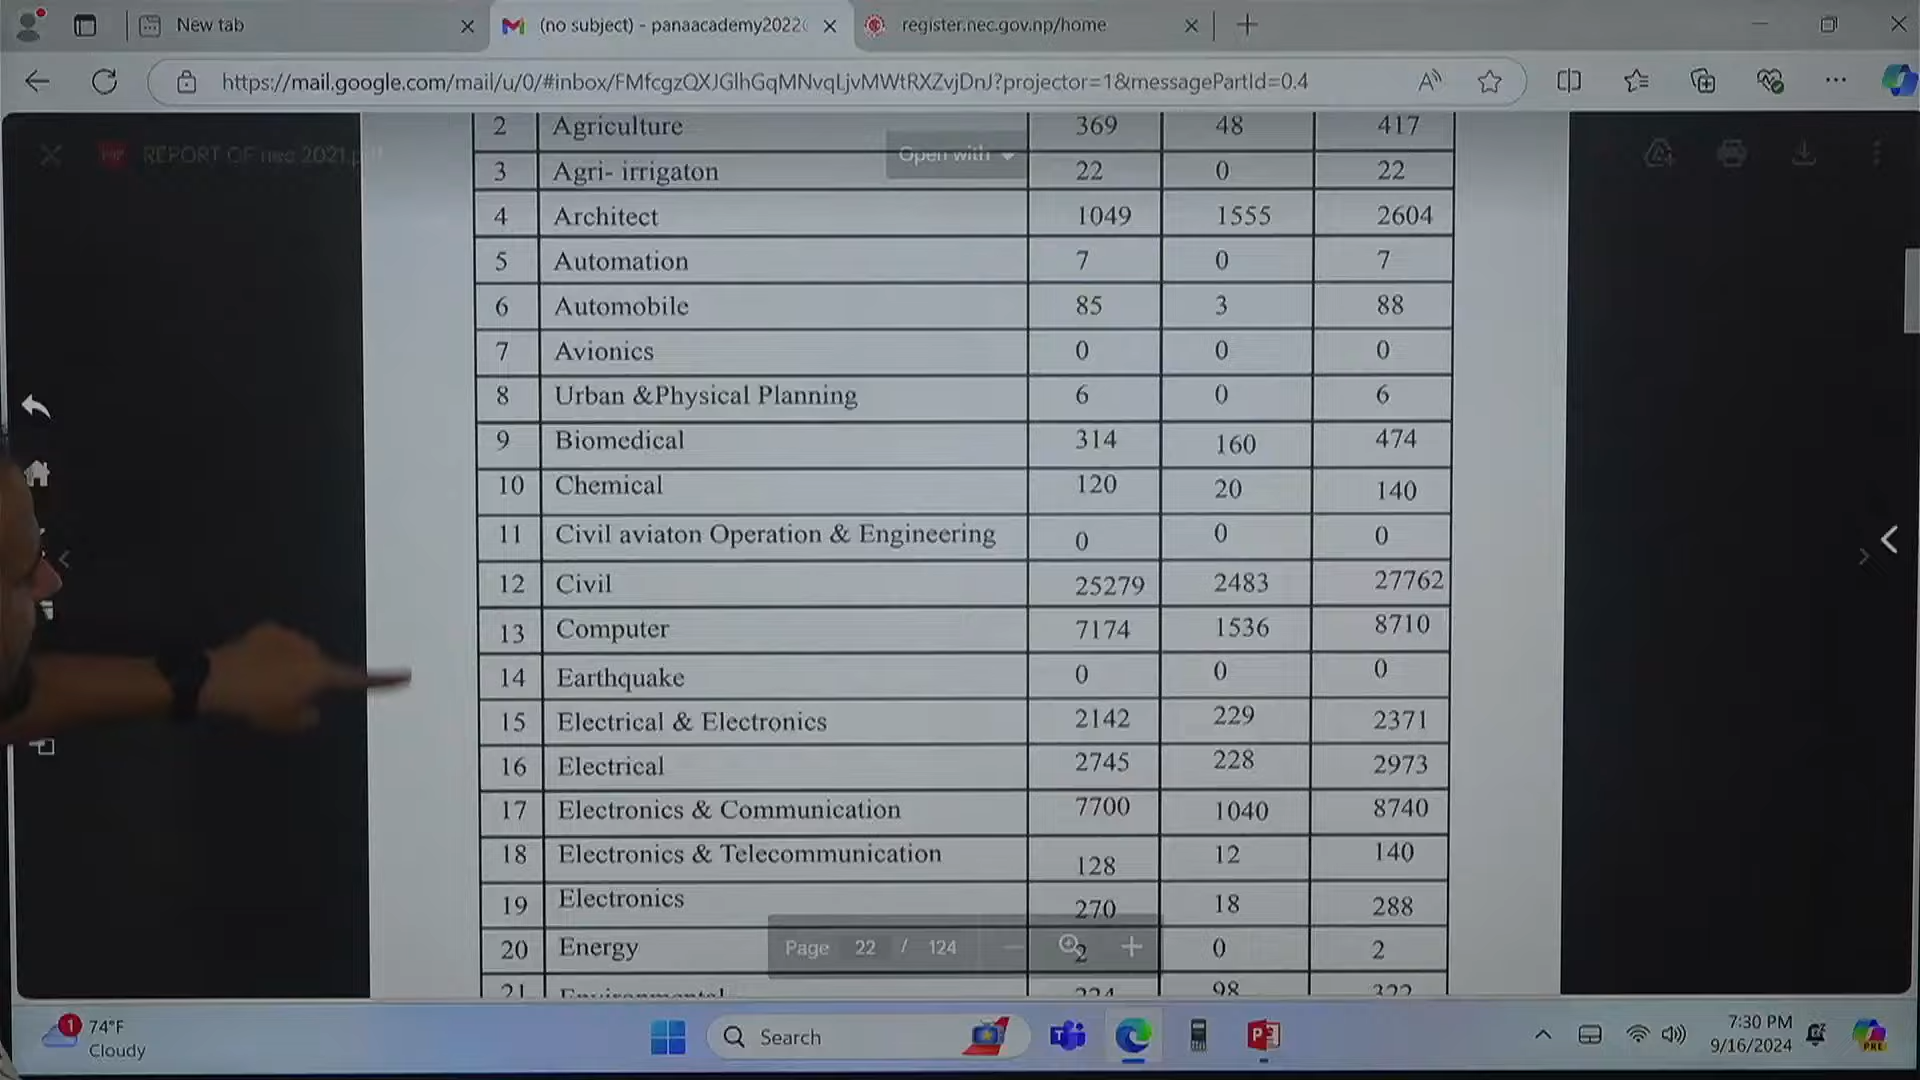 New tab
(no subject) - panaacademy2022
register.nec.gov.np/home
https://mail.google.com/mail/u/0/#inbox/FMfcgzQXJGlhGqMNvqLjvMWtRXZvjDnJ?projector=1&messagePartId=0.4
REPORT OF nec 2021.pdf
Open with
2 Agriculture 369 48 417
3 Agri- irrigaton 22 0 22
4 Architect 1049 1555 2604
5 Automation 7 0 7
6 Automobile 85 3 88
7 Avionics 0 0 0
8 Urban &Physical Planning 6 0 6
9 Biomedical 314 160 474
10 Chemical 120 20 140
11 Civil aviaton Operation & Engineering 0 0 0
12 Civil 25279 2483 27762
13 Computer 7174 1536 8710
14 Earthquake 0 0 0
15 Electrical & Electronics 2142 229 2371
16 Electrical 2745 228 2973
17 Electronics & Communication 7700 1040 8740
18 Electronics & Telecommunication 128 12 140
19 Electronics 270 18 288
20 Energy 2 0 2
21 Environmental 224 98 322
Page 22 / 124
1
74°F
Cloudy
Search
7:30 PM
9/16/2024
PRE